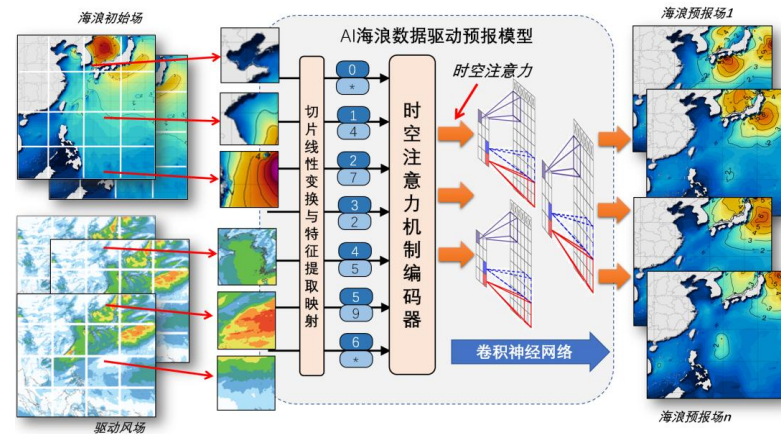 海浪初始场
AI海浪数据驱动预报模型
海浪预报场1
时空注意力
切片线性变换与特征提取映射
0
*
1
4
2
7
3
2
4
5
5
9
6
*
时空注意力机制编码器
卷积神经网络
驱动风场
海浪预报场n